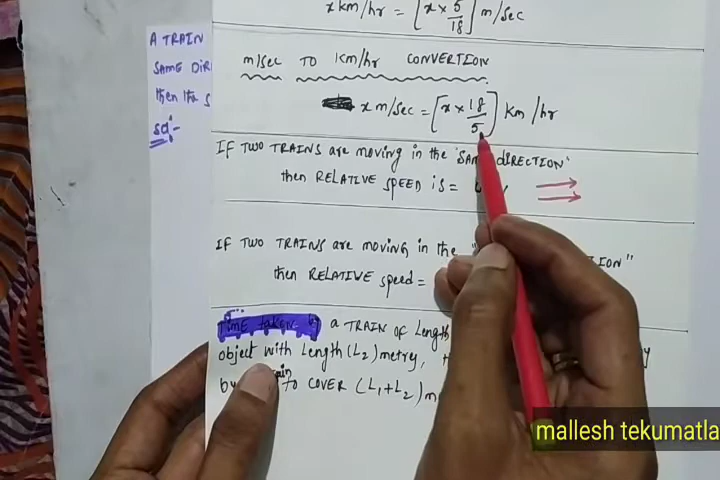 x km/hr = [x × 5/18] m/sec
A TRAIN
SAME DIR
then the S
Sol:-
m/sec TO Km/hr CONVERTION
x m/sec = [x × 18/5] Km/hr
IF TWO TRAINS are moving in the "SAME DIRECTION"
then RELATIVE SPEED is =
IF TWO TRAINS are moving in the "
ION"
then RELATIVE speed =
TIME taken by a TRAIN OF Length
object with Length (L2) metry,
by
to COVER (L1+L2) m
mallesh tekumatla